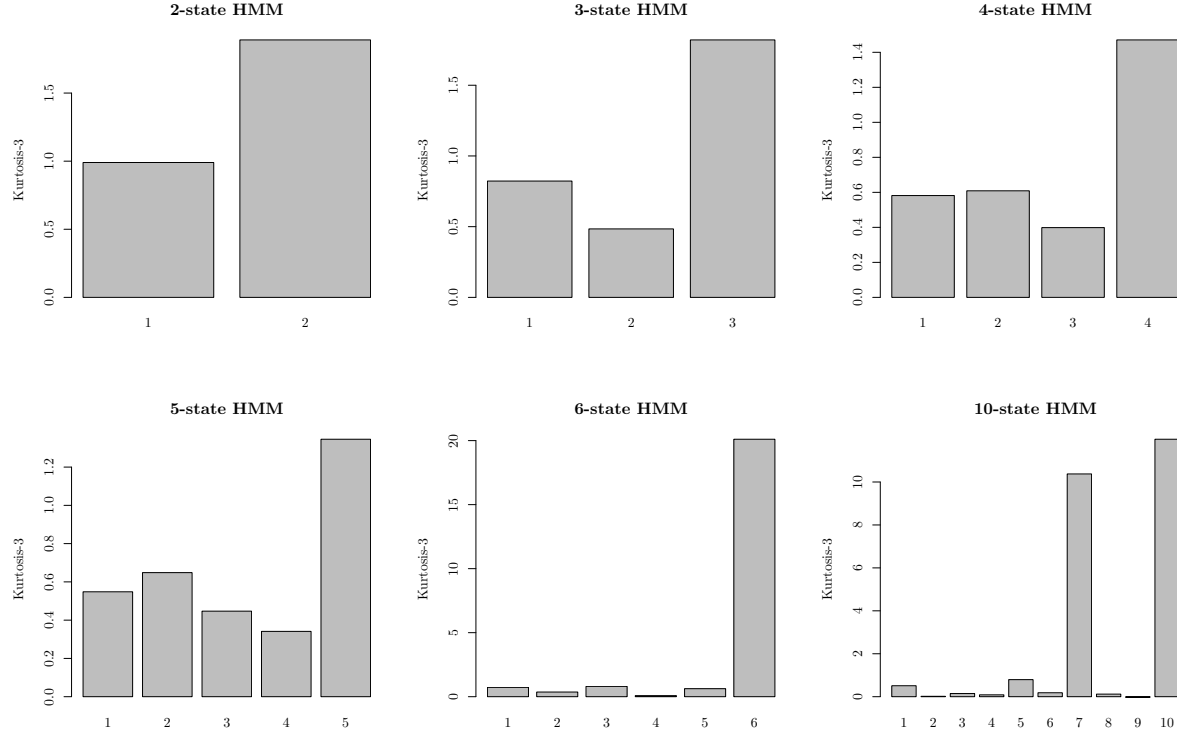 2-state HMM
Kurtosis-3
0.0 0.5 1.0 1.5
1 2
3-state HMM
Kurtosis-3
0.0 0.5 1.0 1.5
1 2 3
4-state HMM
Kurtosis-3
0.0 0.2 0.4 0.6 0.8 1.0 1.2 1.4
1 2 3 4
5-state HMM
Kurtosis-3
0.0 0.2 0.4 0.6 0.8 1.0 1.2
1 2 3 4 5
6-state HMM
Kurtosis-3
0 5 10 15 20
1 2 3 4 5 6
10-state HMM
Kurtosis-3
0 2 4 6 8 10
1 2 3 4 5 6 7 8 9 10